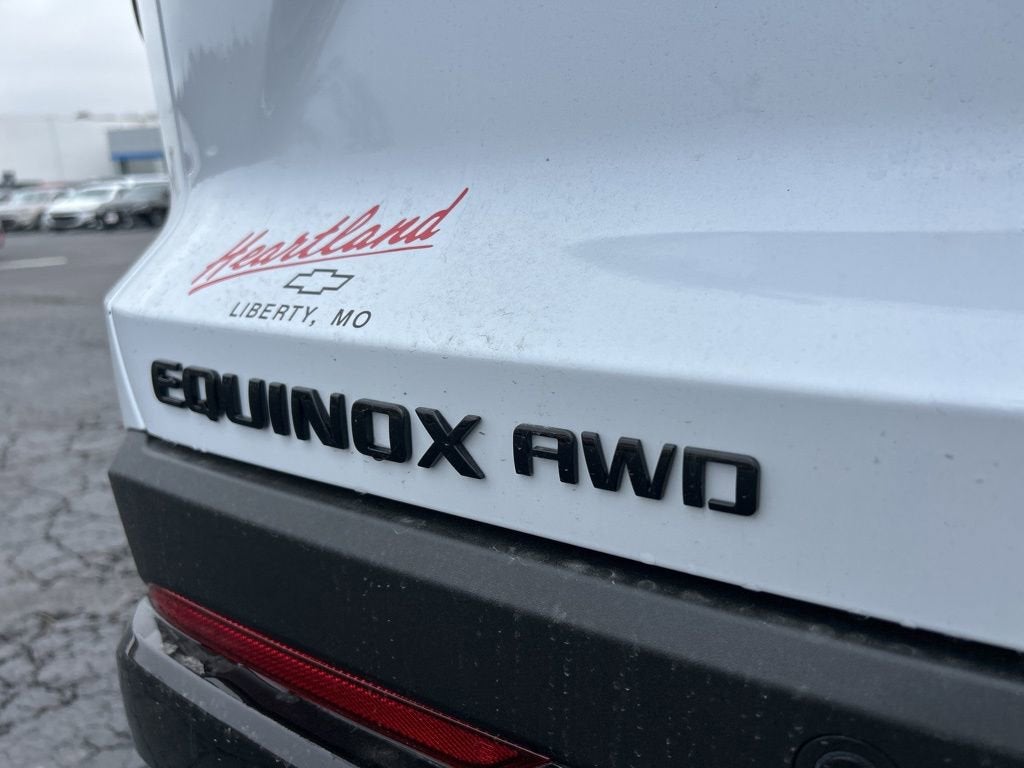 Heartland
LIBERTY, MO
EQUINOX AWD